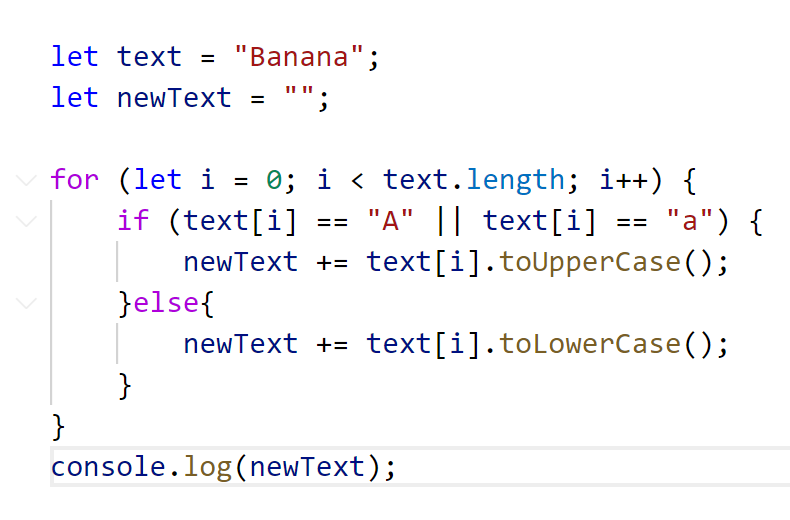 let text = "Banana";
let newText = "";

for (let i = 0; i < text.length; i++) {
    if (text[i] == "A" || text[i] == "a") {
        newText += text[i].toUpperCase();
    }else{
        newText += text[i].toLowerCase();
    }
}
console.log(newText);